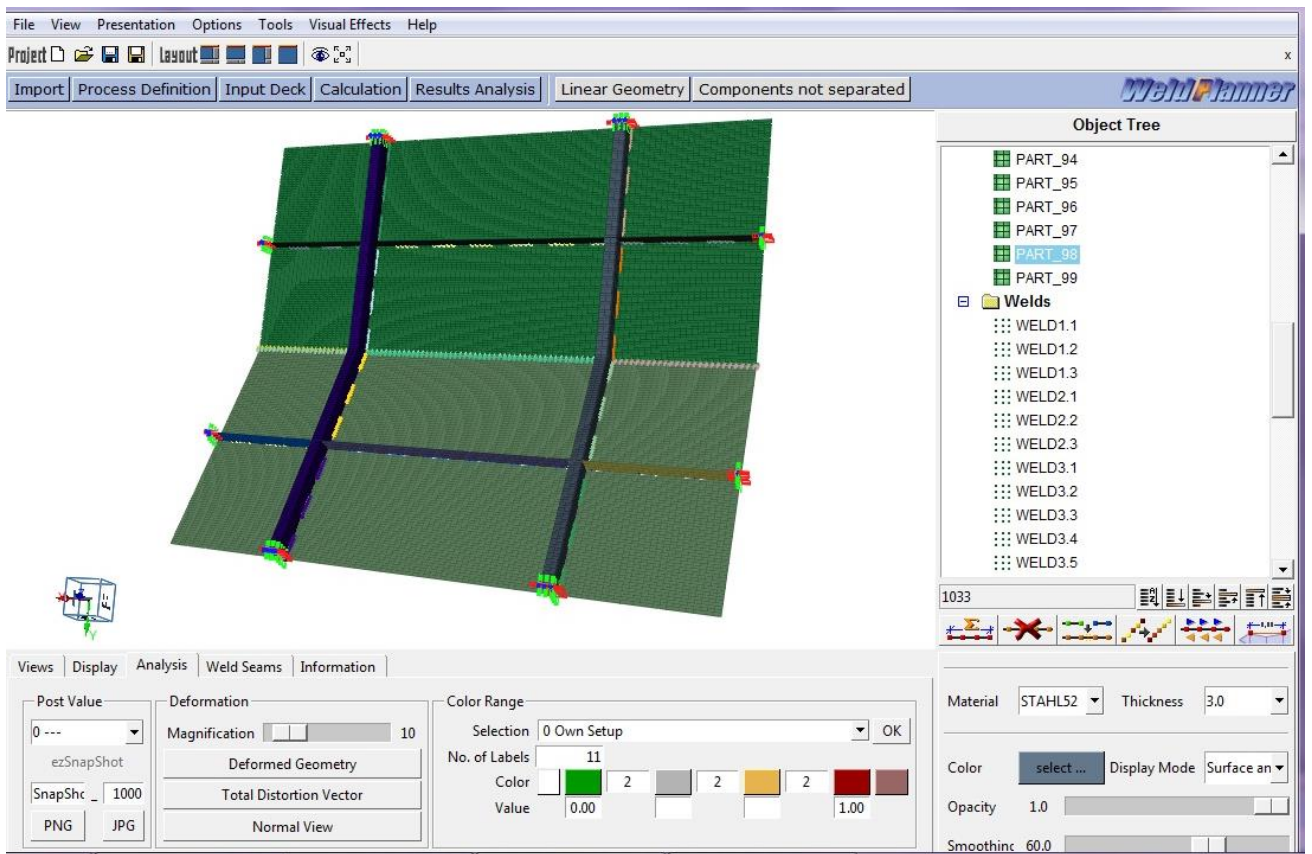 File View Presentation Options Tools Visual Effects Help
Project Layout x
Import Process Definition Input Deck Calculation Results Analysis Linear Geometry Components not separated WeldPlanner
Object Tree
PART_94
PART_95
PART_96
PART_97
PART_98
PART_99
Welds
WELD1.1
WELD1.2
WELD1.3
WELD2.1
WELD2.2
WELD2.3
WELD3.1
WELD3.2
WELD3.3
WELD3.4
WELD3.5
1033
Y
Views Display Analysis Weld Seams Information
Post Value
0 ---
ezSnapShot
SnapShc _ 1000
PNG JPG
Deformation
Magnification 10
Deformed Geometry
Total Distortion Vector
Normal View
Color Range
Selection 0 Own Setup OK
No. of Labels 11
Color 2 2 2
Value 0.00 1.00
Material STAHL52 Thickness 3.0
Color select ... Display Mode Surface an
Opacity 1.0
Smoothinc 60.0